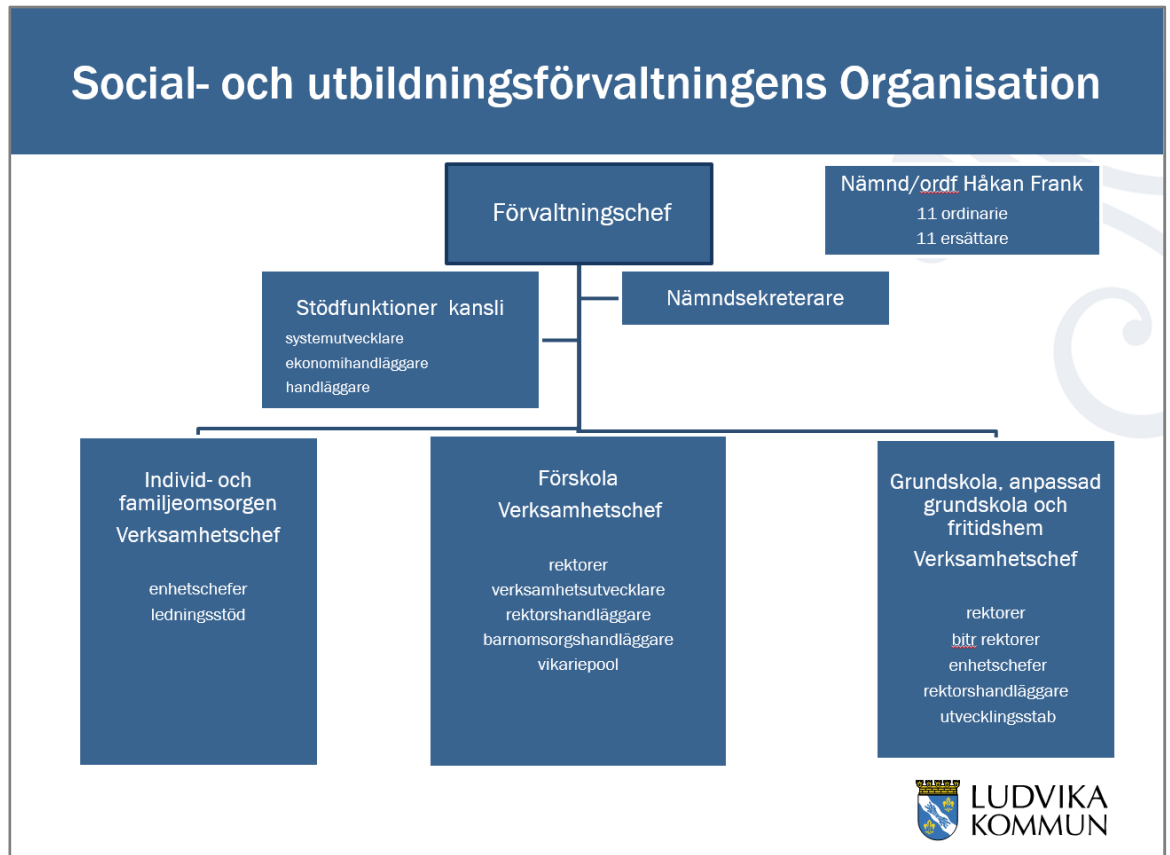 Social- och utbildningsförvaltningens Organisation
Förvaltningschef
Nämnd/ordf Håkan Frank
11 ordinarie
11 ersättare
Stödfunktioner kansli
systemutvecklare
ekonomihandläggare
handläggare
Nämndsekreterare
Individ- och
familjeomsorgen
Verksamhetschef
enhetschefer
ledningsstöd
Förskola
Verksamhetschef
rektorer
verksamhetsutvecklare
rektorshandläggare
barnomsorgshandläggare
vikariepool
Grundskola, anpassad
grundskola och
fritidshem
Verksamhetschef
rektorer
bitr rektorer
enhetschefer
rektorshandläggare
utvecklingsstab
LUDVIKA
KOMMUN